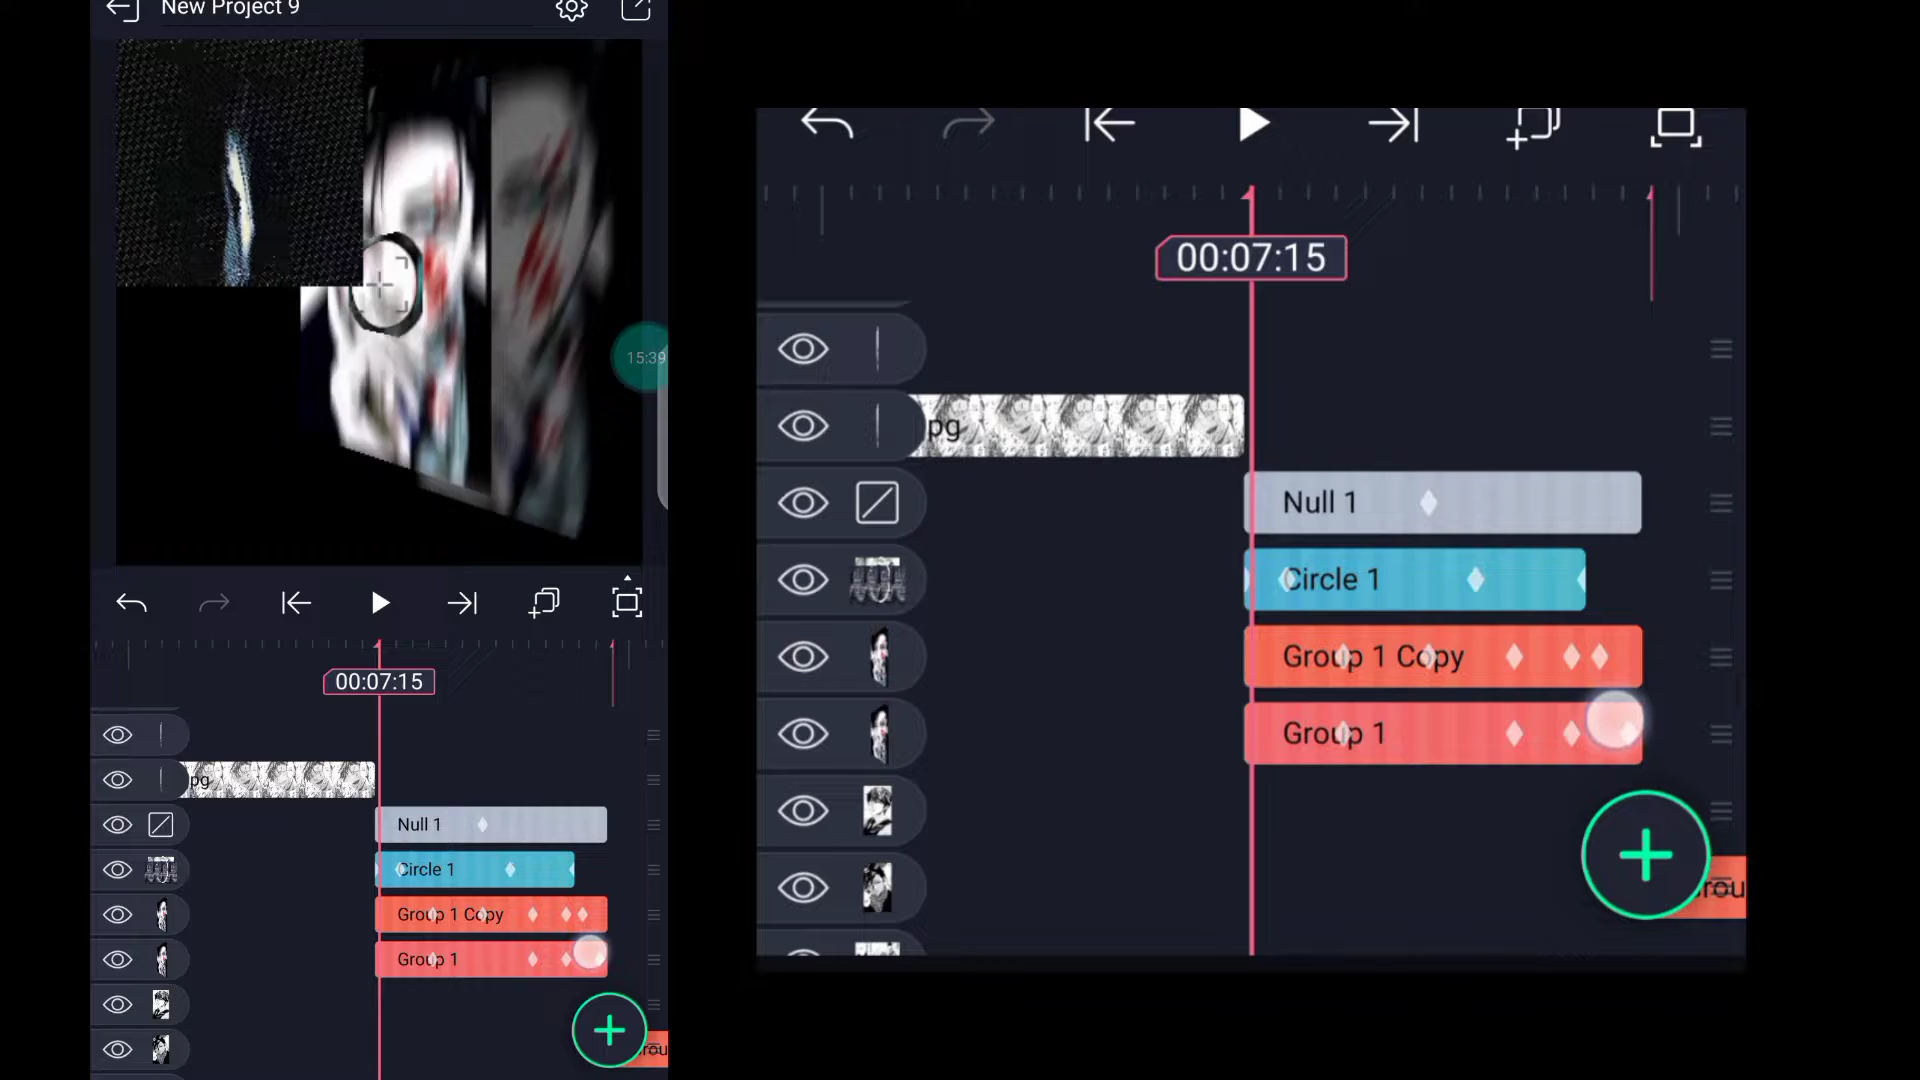 New Project 9
15:39
00:07:15
pg
Null 1
Circle 1
Group 1 Copy
Group 1
rou
00:07:15
pg
Null 1
Circle 1
Group 1 Copy
Group 1
rou